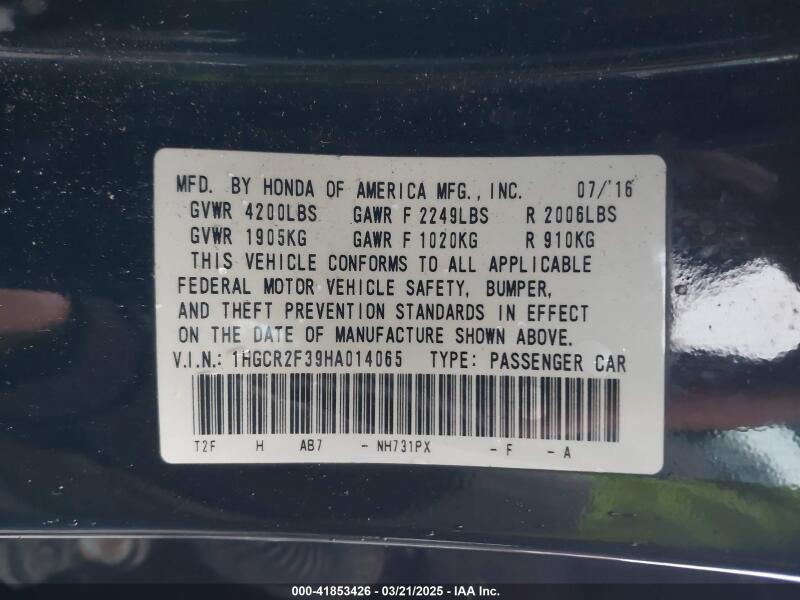 MFD. BY HONDA OF AMERICA MFG., INC. 07/'16
GVWR 4200LBS GAWR F 2249LBS R 2006LBS
GVWR 1905KG GAWR F 1020KG R 910KG
THIS VEHICLE CONFORMS TO ALL APPLICABLE
FEDERAL MOTOR VEHICLE SAFETY, BUMPER,
AND THEFT PREVENTION STANDARDS IN EFFECT
ON THE DATE OF MANUFACTURE SHOWN ABOVE.
V.I.N.: 1HGCR2F39HA014065 TYPE: PASSENGER CAR
T2F H AB7 - NH731PX - F - A
000-41853426 - 03/21/2025 - IAA Inc.